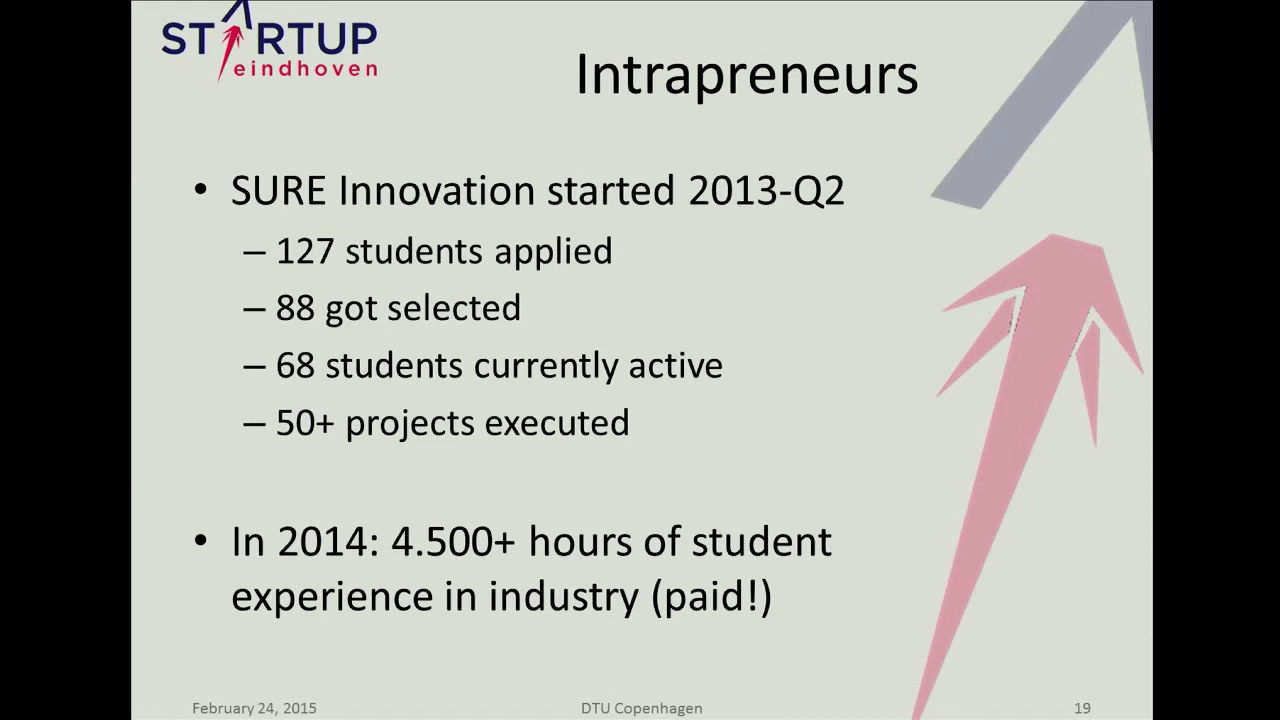 STARTUP
eindhoven
Intrapreneurs
• SURE Innovation started 2013-Q2
– 127 students applied
– 88 got selected
– 68 students currently active
– 50+ projects executed
• In 2014: 4.500+ hours of student
experience in industry (paid!)
February 24, 2015
DTU Copenhagen
19